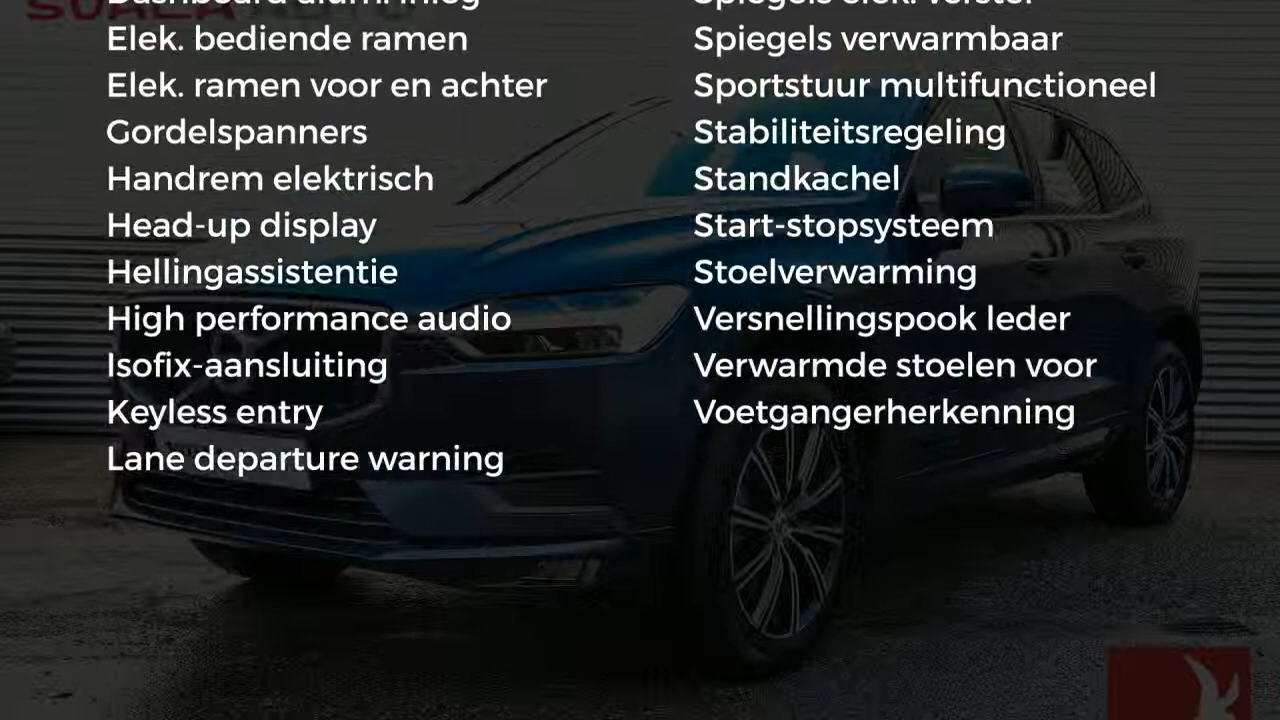 Elek. bediende ramen
Elek. ramen voor en achter
Gordelspanners
Handrem elektrisch
Head-up display
Hellingassistentie
High performance audio
Isofix-aansluiting
Keyless entry
Lane departure warning
Spiegels verwarmbaar
Sportstuur multifunctioneel
Stabiliteitsregeling
Standkachel
Start-stopsysteem
Stoelverwarming
Versnellingspook leder
Verwarmde stoelen voor
Voetgangerherkenning